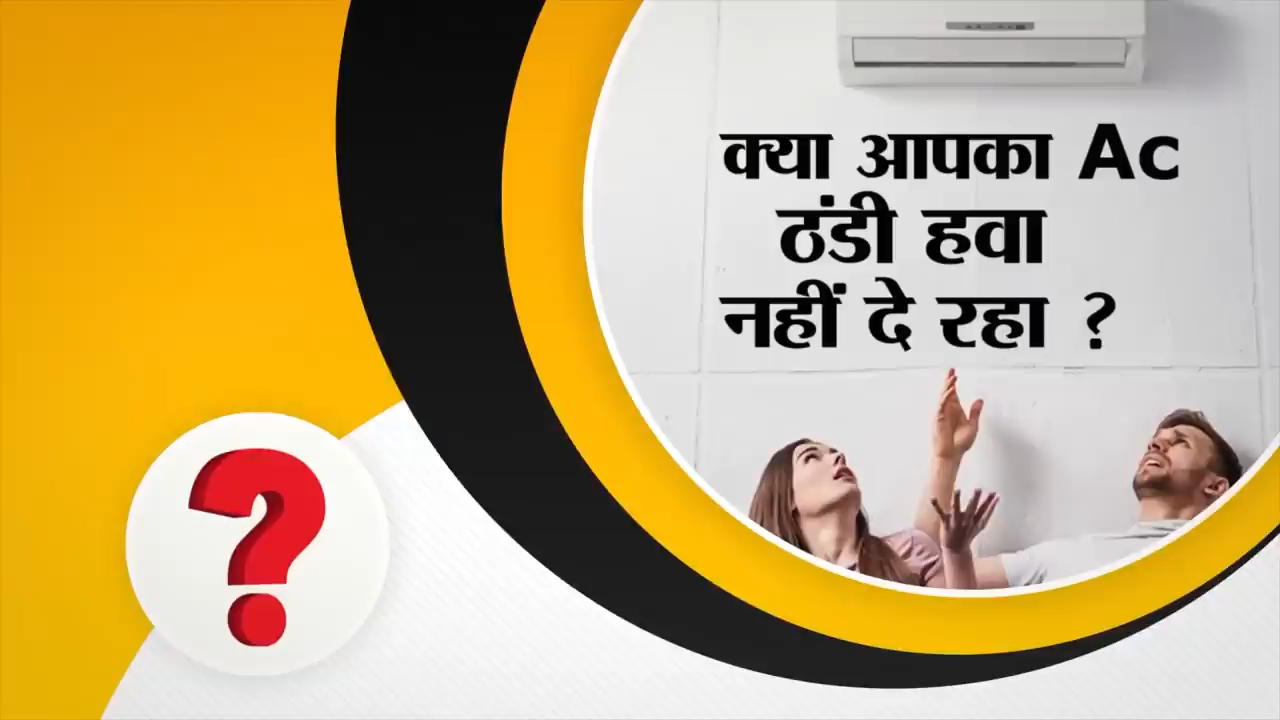 क्या आपका Ac
ठंडी हवा
नहीं दे रहा ?
?